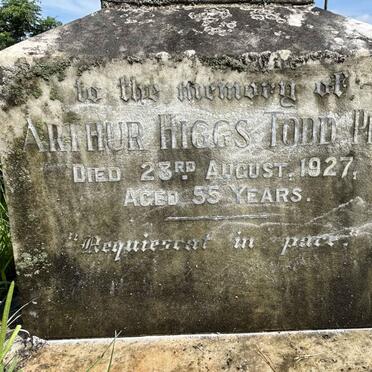 to the memory of
ARTHUR HIGGS TODD
DIED 23RD AUGUST, 1927,
AGED 55 YEARS.
"Requiescat in pace."